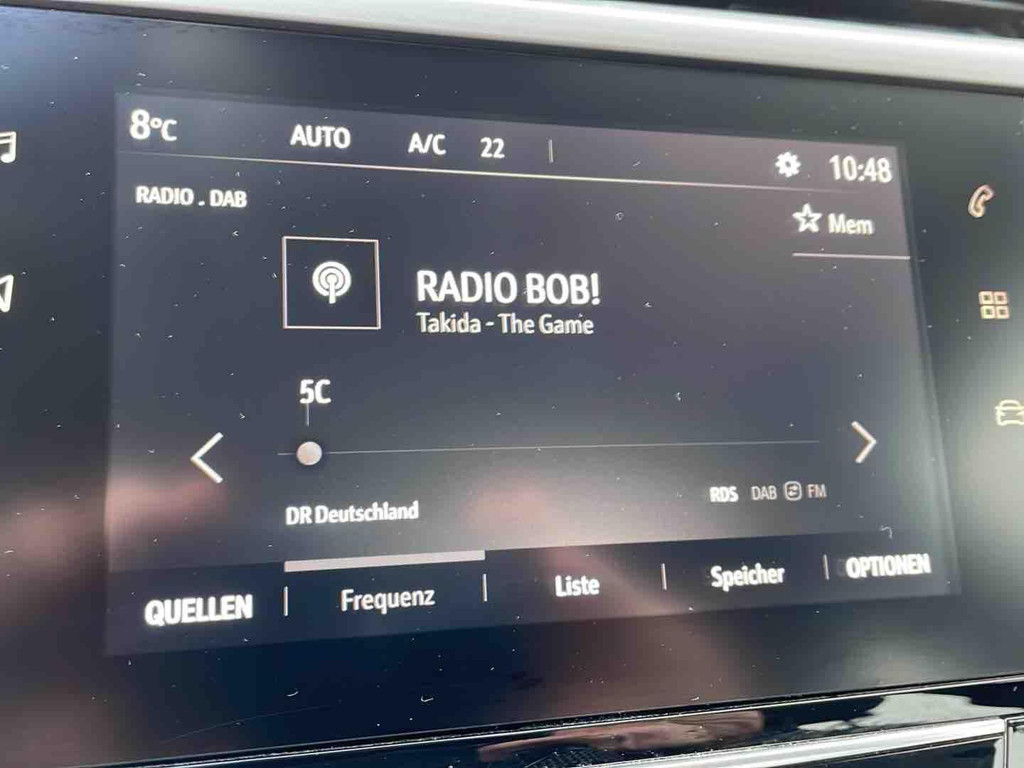 8°C AUTO A/C 22 10:48
RADIO . DAB
Mem
RADIO BOB!
Takida - The Game
5C
RDS DAB FM
DR Deutschland
QUELLEN | Frequenz | Liste | Speicher | OPTIONEN